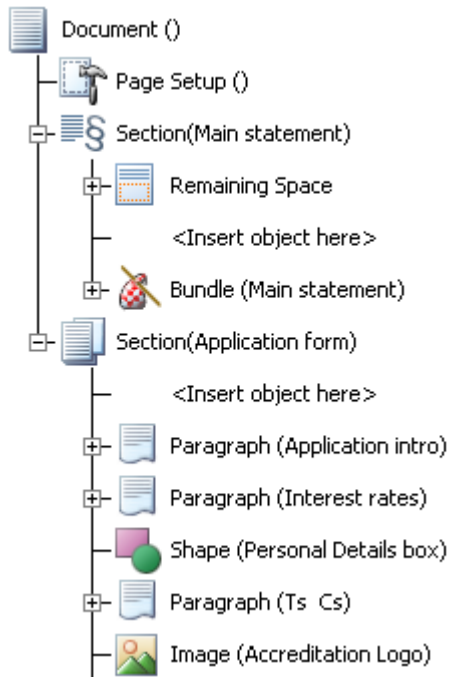 Document ()
Page Setup ()
Section(Main statement)
Remaining Space
<Insert object here>
Bundle (Main statement)
Section(Application form)
<Insert object here>
Paragraph (Application intro)
Paragraph (Interest rates)
Shape (Personal Details box)
Paragraph (Ts  Cs)
Image (Accreditation Logo)